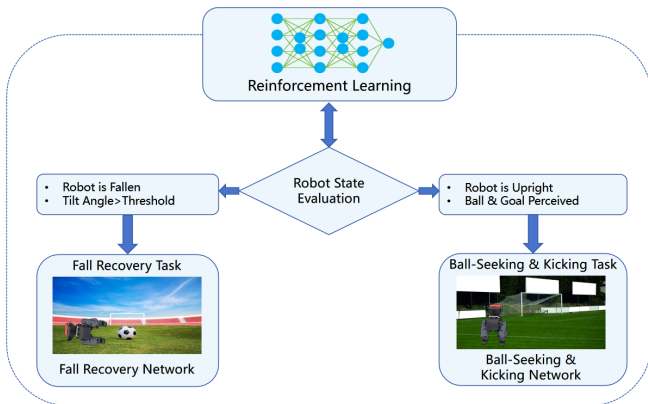 Reinforcement Learning
Robot State
Evaluation
• Robot is Fallen
• Tilt Angle>Threshold
• Robot is Upright
• Ball & Goal Perceived
Fall Recovery Task
Fall Recovery Network
Ball-Seeking & Kicking Task
Ball-Seeking &
Kicking Network